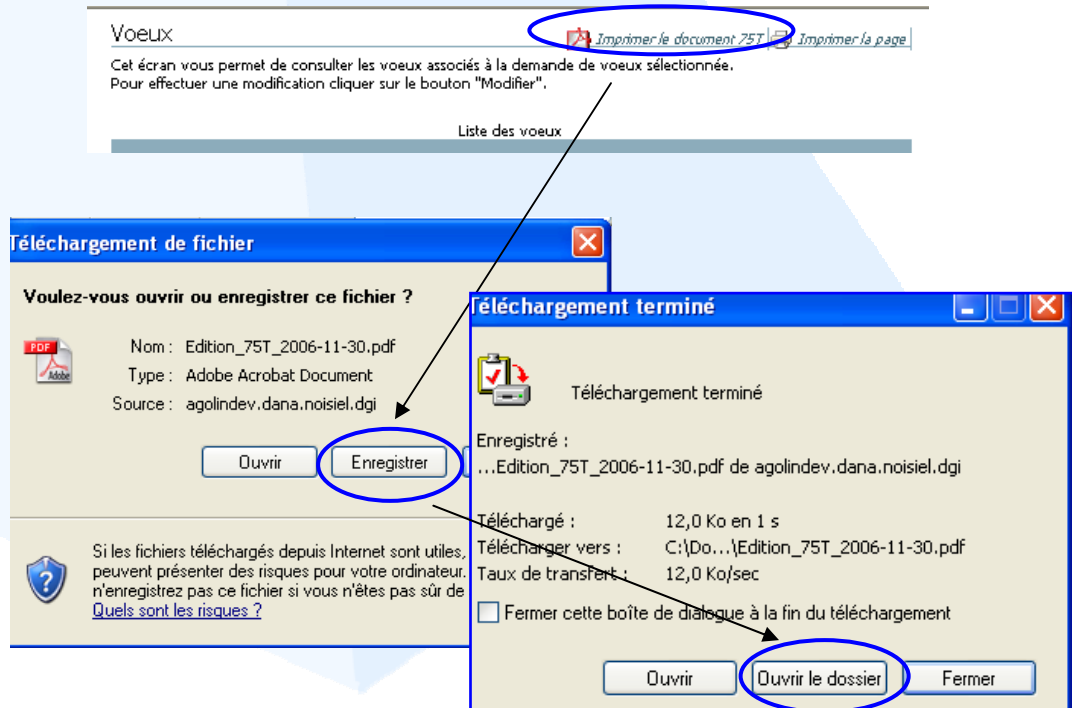 Voeux
Imprimer le document 75T | Imprimer la page |
Cet écran vous permet de consulter les voeux associés à la demande de voeux sélectionnée.
Pour effectuer une modification cliquer sur le bouton "Modifier".
Liste des voeux
Téléchargement de fichier
Voulez-vous ouvrir ou enregistrer ce fichier ?
PDF
Adobe
Nom : Edition_75T_2006-11-30.pdf
Type : Adobe Acrobat Document
Source : agolindev.dana.noisiel.dgi
Ouvrir Enregistrer
Si les fichiers téléchargés depuis Internet sont utiles,
peuvent présenter des risques pour votre ordinateur.
n'enregistrez pas ce fichier si vous n'êtes pas sûr de
Quels sont les risques ?
Téléchargement terminé
Téléchargement terminé
Enregistré :
...Edition_75T_2006-11-30.pdf de agolindev.dana.noisiel.dgi
Téléchargé : 12,0 Ko en 1 s
Télécharger vers : C:\Do...\Edition_75T_2006-11-30.pdf
Taux de transfert : 12,0 Ko/sec
Fermer cette boîte de dialogue à la fin du téléchargement
Ouvrir Ouvrir le dossier Fermer